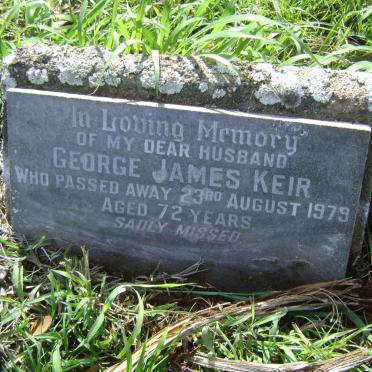 In Loving Memory
OF MY DEAR HUSBAND
GEORGE JAMES KEIR
WHO PASSED AWAY 23RD AUGUST 1979
AGED 72 YEARS
SADLY MISSED